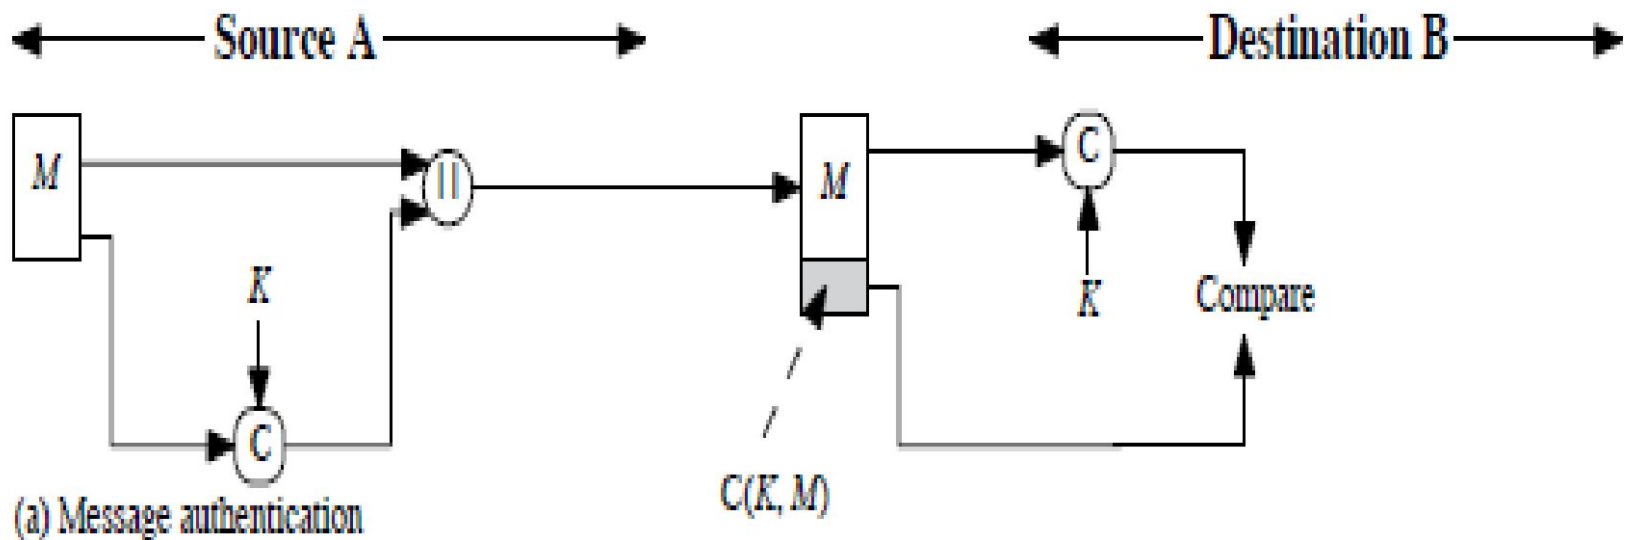 Source A
Destination B
M
||
M
C
K
K
Compare
C
C(K, M)
(a) Message authentication